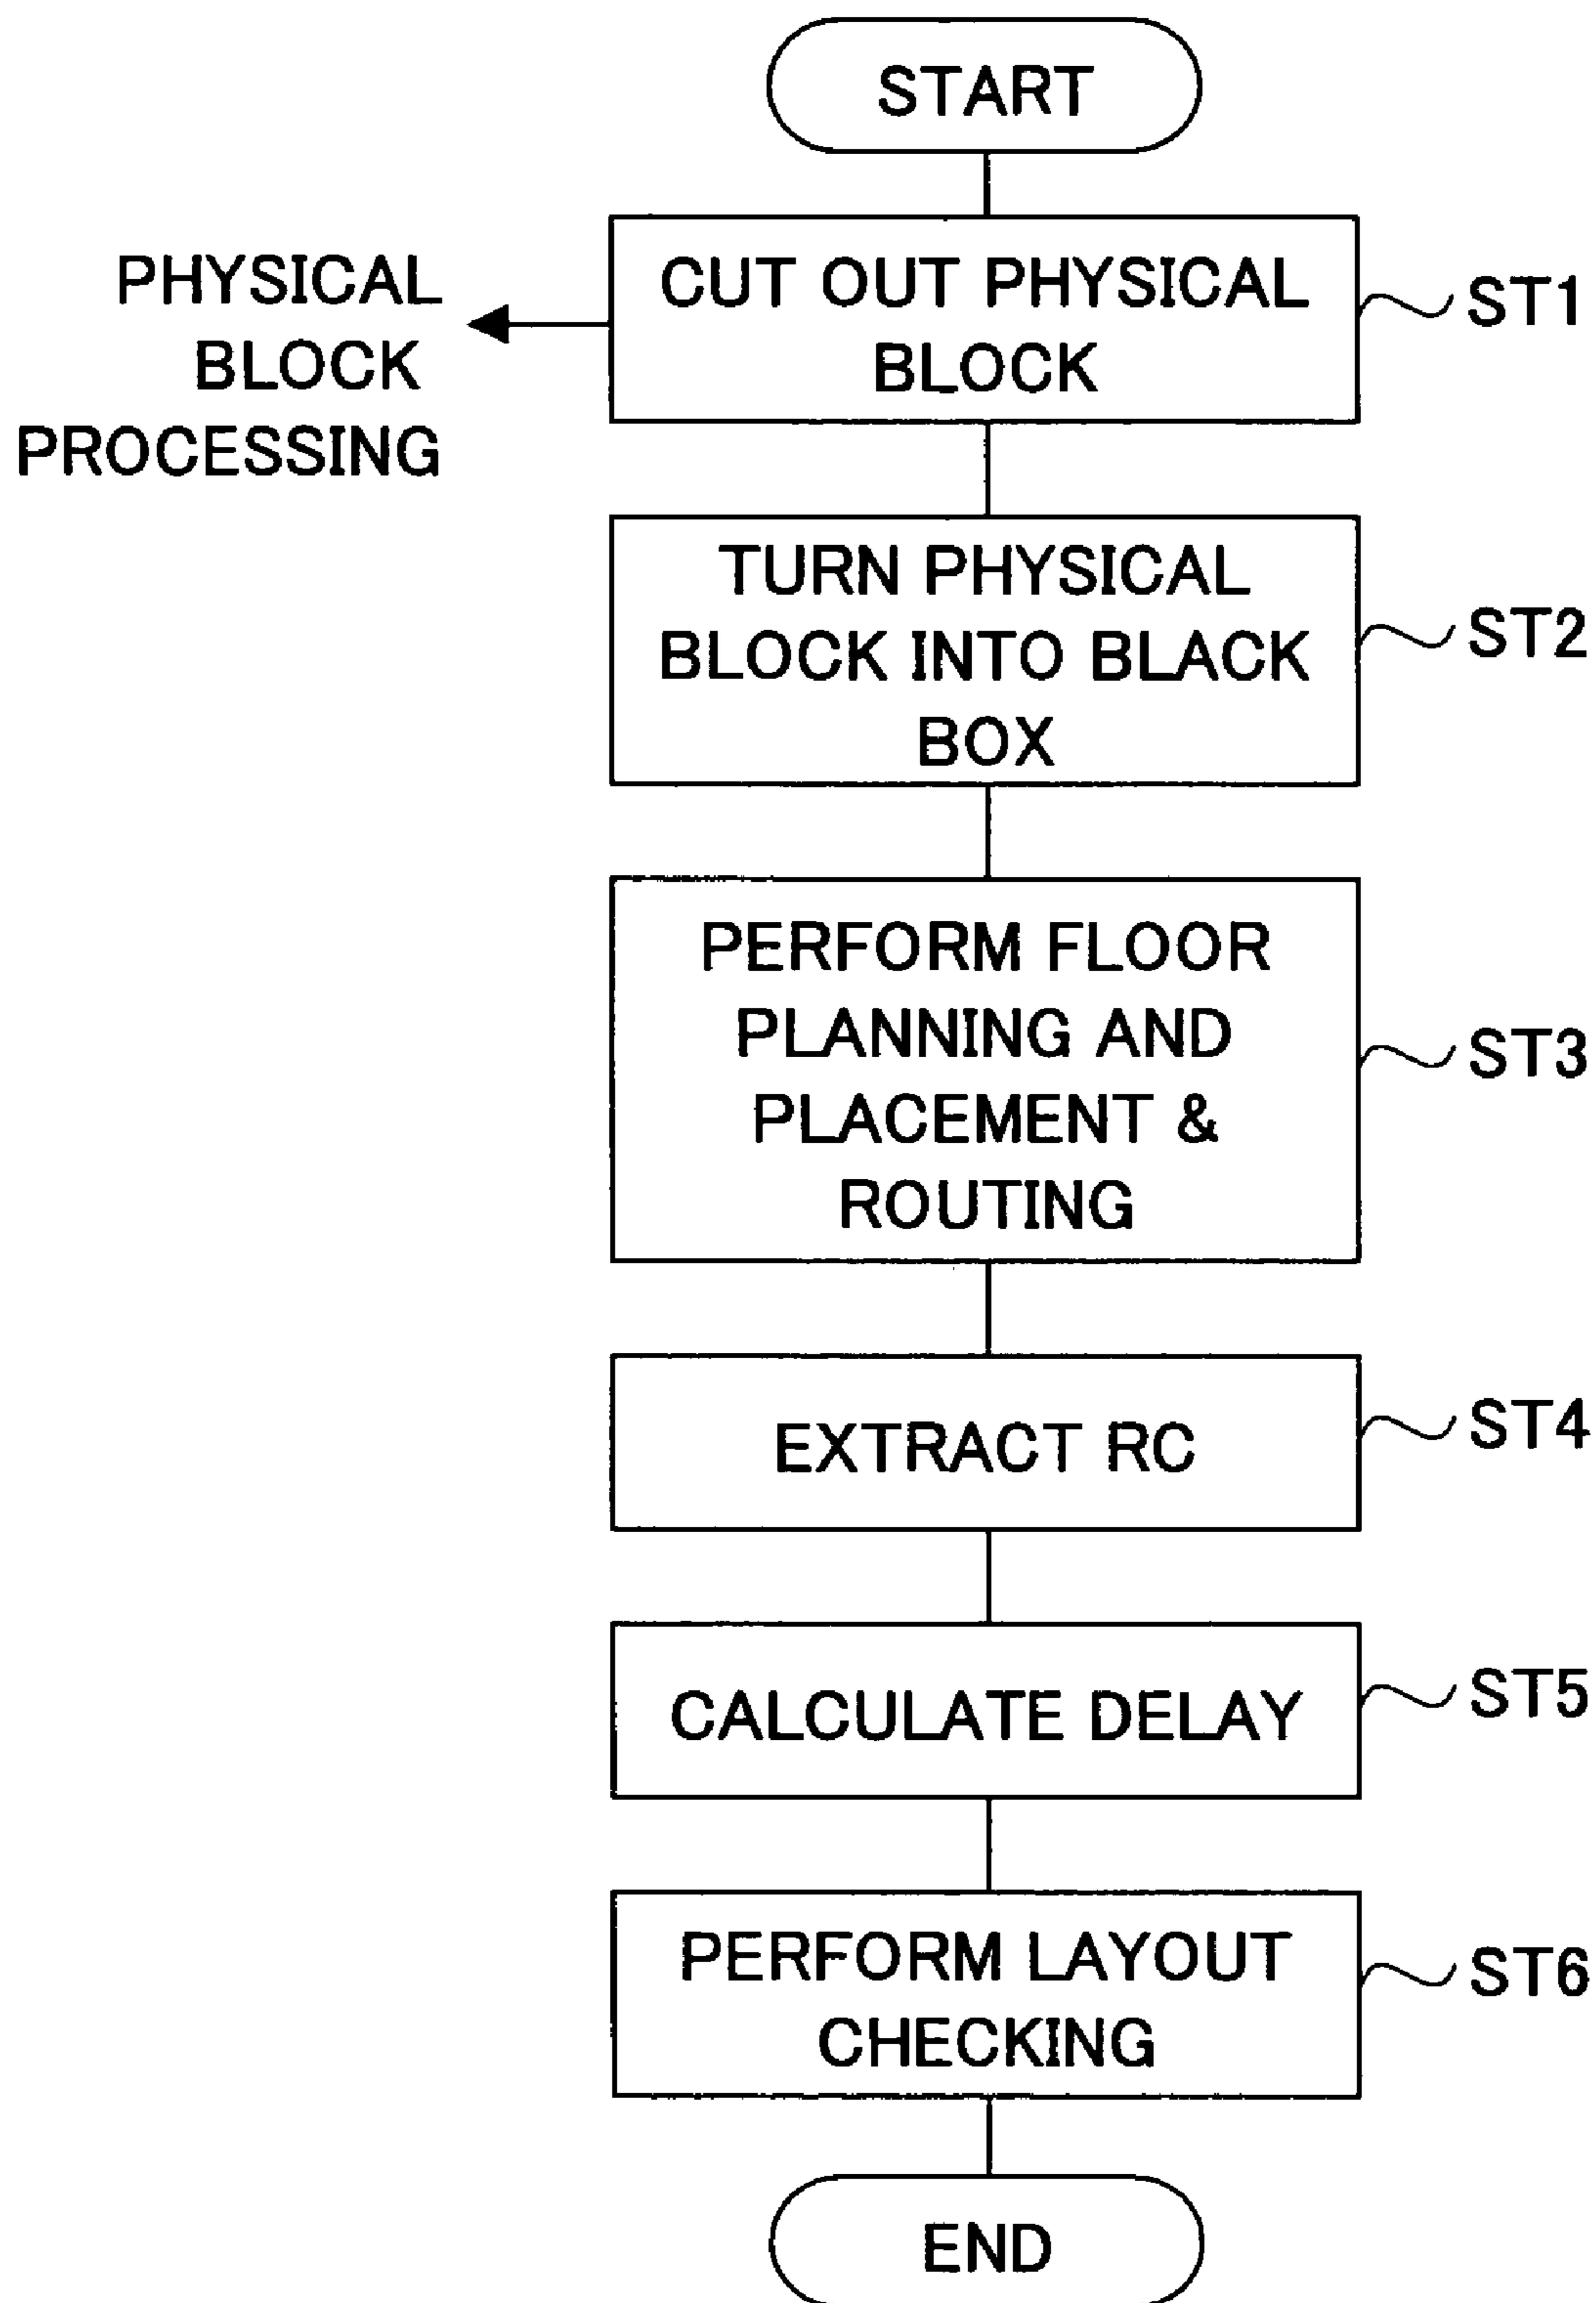 START
PHYSICAL
BLOCK
PROCESSING
CUT OUT PHYSICAL
BLOCK
ST1
TURN PHYSICAL
BLOCK INTO BLACK
BOX
ST2
PERFORM FLOOR
PLANNING AND
PLACEMENT &
ROUTING
ST3
EXTRACT RC
ST4
CALCULATE DELAY
ST5
PERFORM LAYOUT
CHECKING
ST6
END